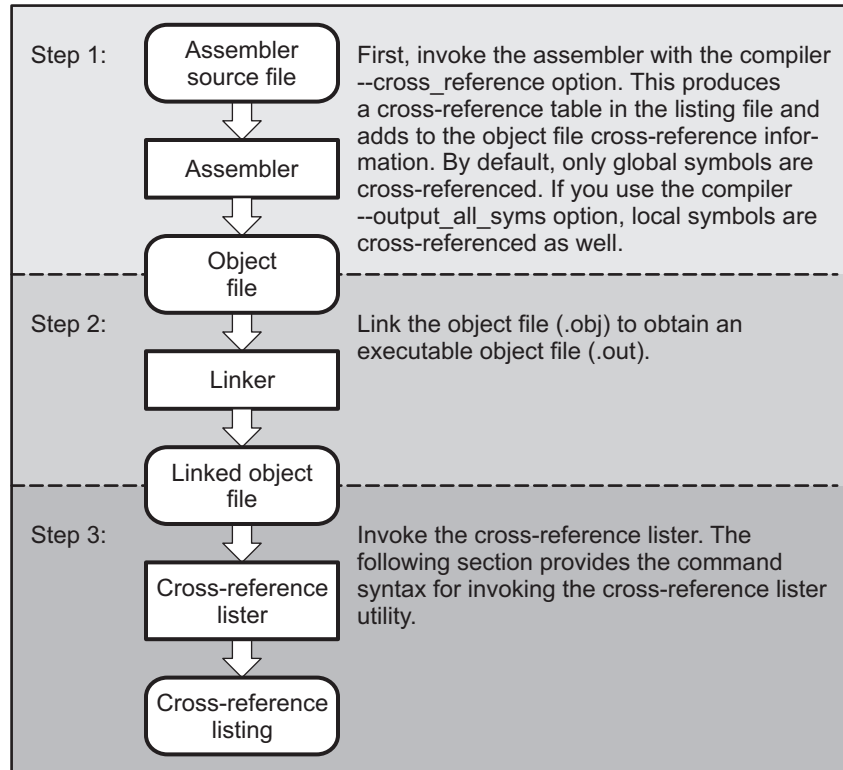 Step 1:
Assembler
source file
Assembler
Object
file
First, invoke the assembler with the compiler
--cross_reference option. This produces
a cross-reference table in the listing file and
adds to the object file cross-reference infor-
mation. By default, only global symbols are
cross-referenced. If you use the compiler
--output_all_syms option, local symbols are
cross-referenced as well.
Step 2:
Linker
Linked object
file
Link the object file (.obj) to obtain an
executable object file (.out).
Step 3:
Cross-reference
lister
Cross-reference
listing
Invoke the cross-reference lister. The
following section provides the command
syntax for invoking the cross-reference lister
utility.